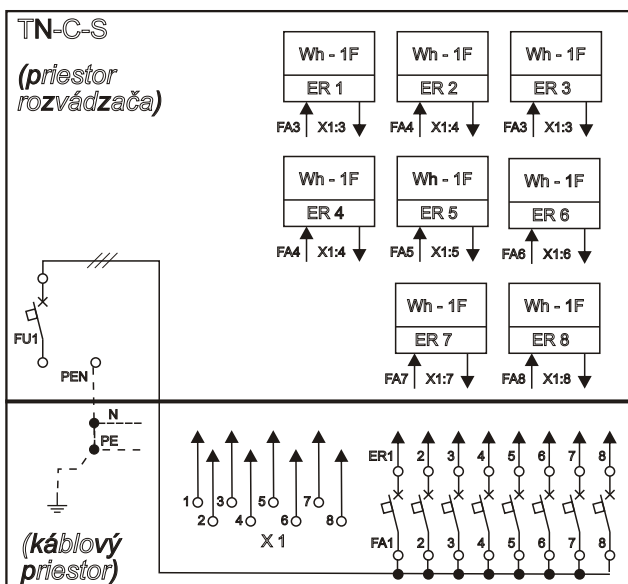 TN-C-S
(priestor
rozvádzača)
Wh - 1F
Wh - 1F
Wh - 1F
ER 1
ER 2
ER 3
FA3 X1:3
FA4 X1:4
FA3 X1:3
Wh - 1F
Wh - 1F
Wh - 1F
ER 4
ER 5
ER 6
FA4 X1:4
FA5 X1:5
FA6 X1:6
Wh - 1F
Wh - 1F
ER 7
ER 8
FA7 X1:7
FA8 X1:8
FU1
PEN
N
PE
1 3 5 7
2 4 6 8
X 1
ER1 2 3 4 5 6 7 8
FA1 2 3 4 5 6 7 8
(káblový
priestor)